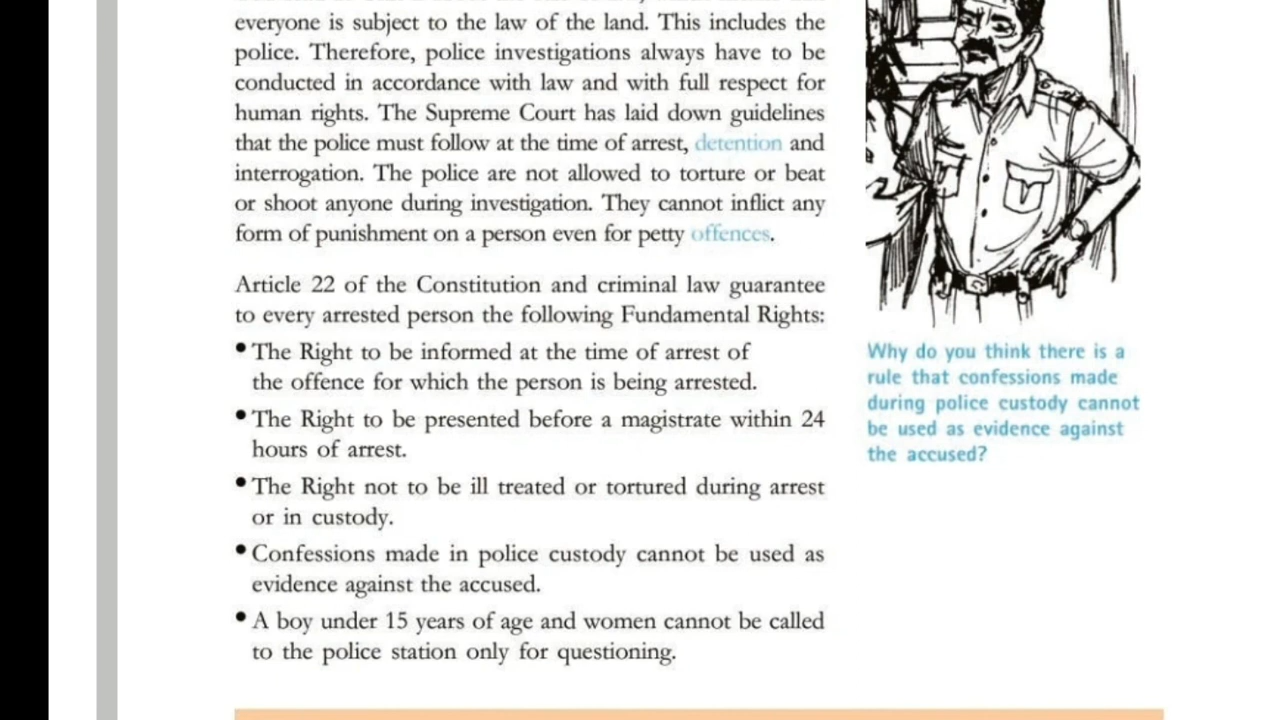 everyone is subject to the law of the land. This includes the
police. Therefore, police investigations always have to be
conducted in accordance with law and with full respect for
human rights. The Supreme Court has laid down guidelines
that the police must follow at the time of arrest, detention and
interrogation. The police are not allowed to torture or beat
or shoot anyone during investigation. They cannot inflict any
form of punishment on a person even for petty offences.
Article 22 of the Constitution and criminal law guarantee
to every arrested person the following Fundamental Rights:
• The Right to be informed at the time of arrest of
the offence for which the person is being arrested.
• The Right to be presented before a magistrate within 24
hours of arrest.
• The Right not to be ill treated or tortured during arrest
or in custody.
• Confessions made in police custody cannot be used as
evidence against the accused.
• A boy under 15 years of age and women cannot be called
to the police station only for questioning.
Why do you think there is a
rule that confessions made
during police custody cannot
be used as evidence against
the accused?